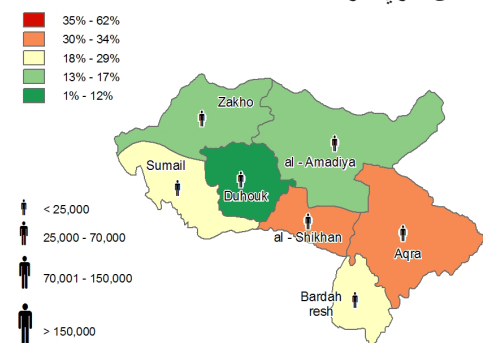 35% - 62%
30% - 34%
18% - 29%
13% - 17%
1% - 12%
Zakho
Sumail
al - Amadiya
Duhouk
al - Shikhan
Aqra
Bardah
resh
< 25,000
25,000 - 70,000
70,001 - 150,000
> 150,000